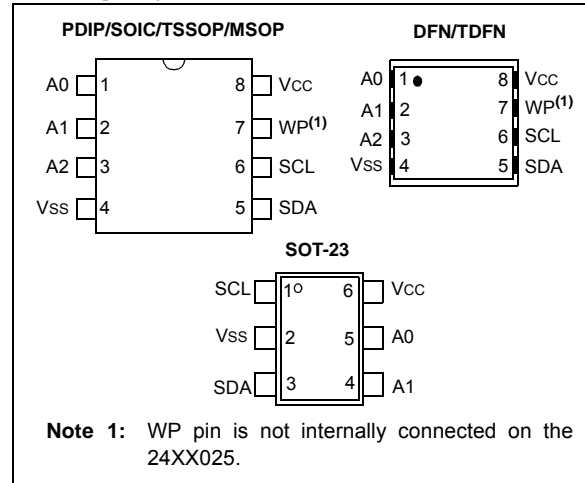 PDIP/SOIC/TSSOP/MSOP
A0 1 8 VCC
A1 2 7 WP(1)
A2 3 6 SCL
VSS 4 5 SDA
DFN/TDFN
A0 1 8 VCC
A1 2 7 WP(1)
A2 3 6 SCL
VSS 4 5 SDA
SOT-23
SCL 1 6 VCC
VSS 2 5 A0
SDA 3 4 A1
Note 1: WP pin is not internally connected on the
24XX025.